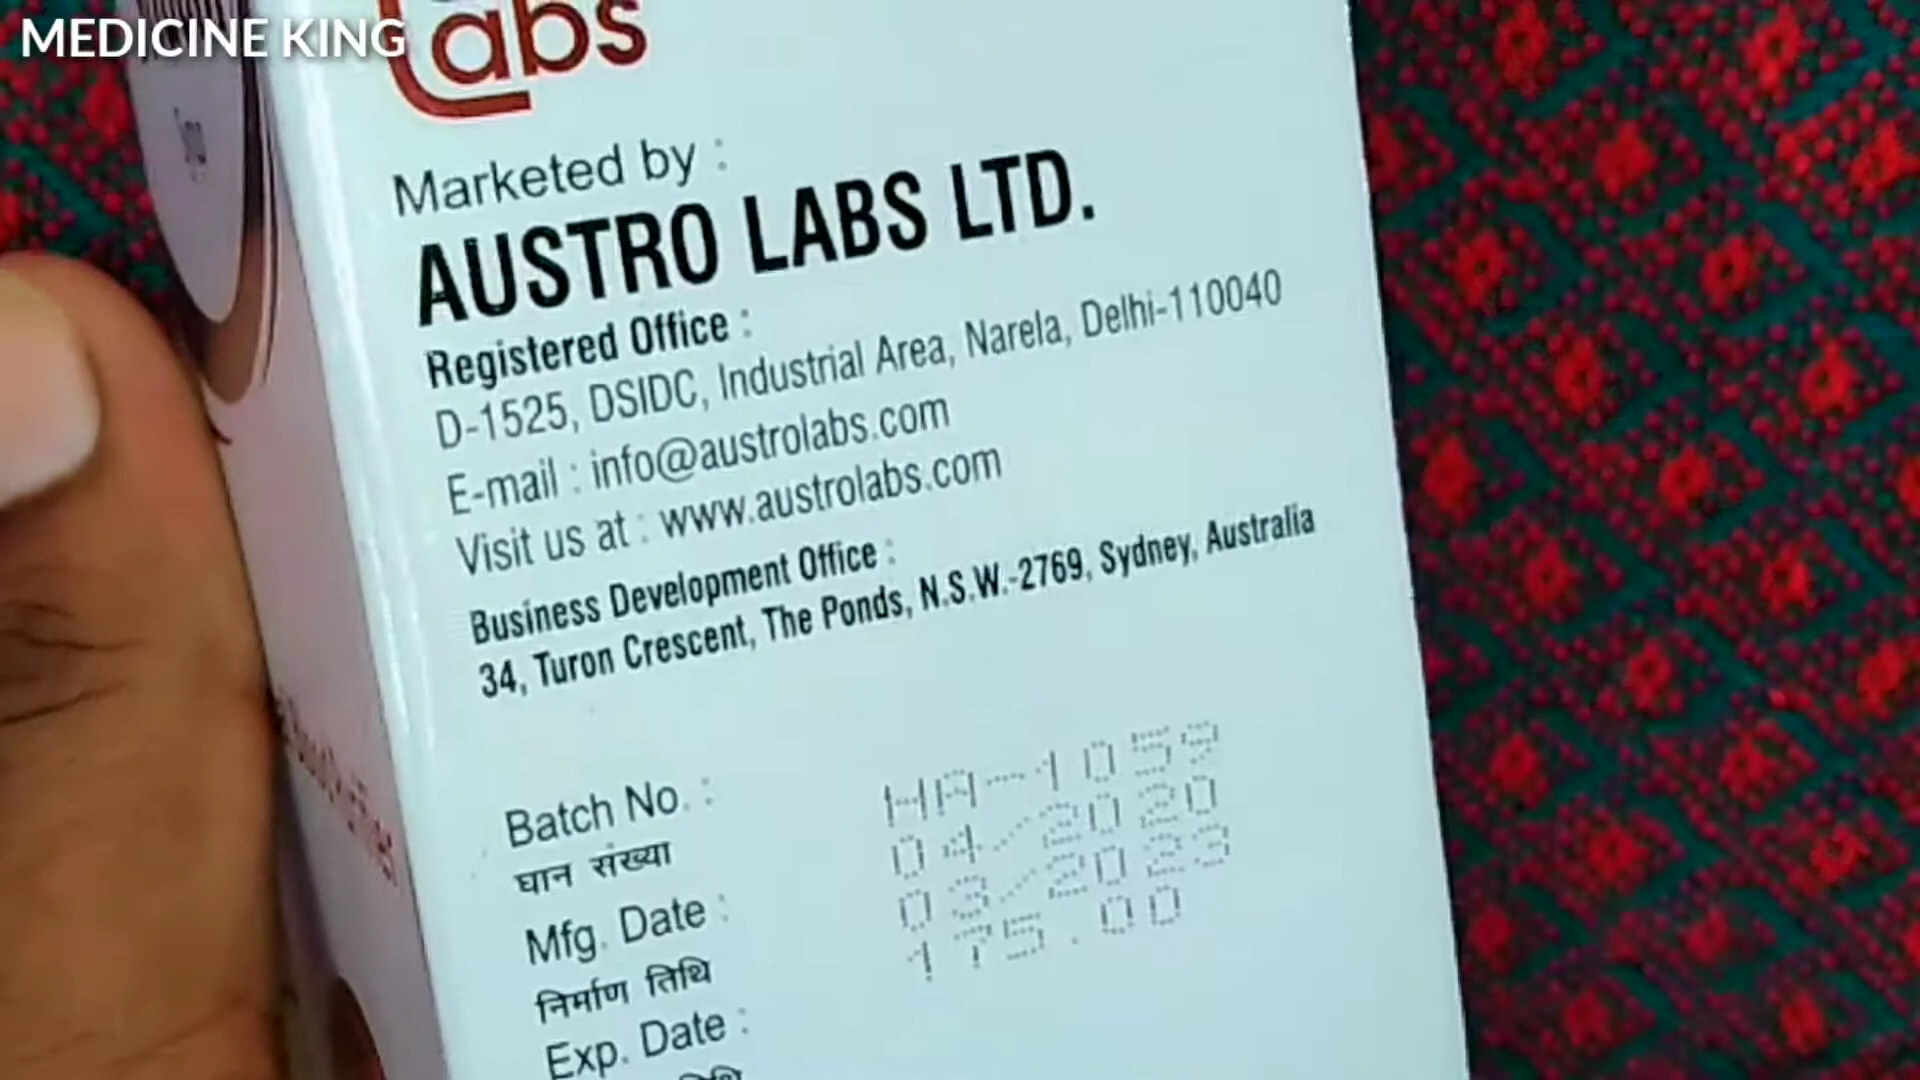 MEDICINE KING
Labs
Marketed by :
AUSTRO LABS LTD.
Registered Office :
D-1525, DSIDC, Industrial Area, Narela, Delhi-110040
E-mail : info@austrolabs.com
Visit us at : www.austrolabs.com
Business Development Office :
34, Turon Crescent, The Ponds, N.S.W.-2769, Sydney, Australia
Batch No. : HA-1059
घान संख्या
Mfg. Date : 04/2020
निर्माण तिथि
Exp. Date : 03/2023
175.00